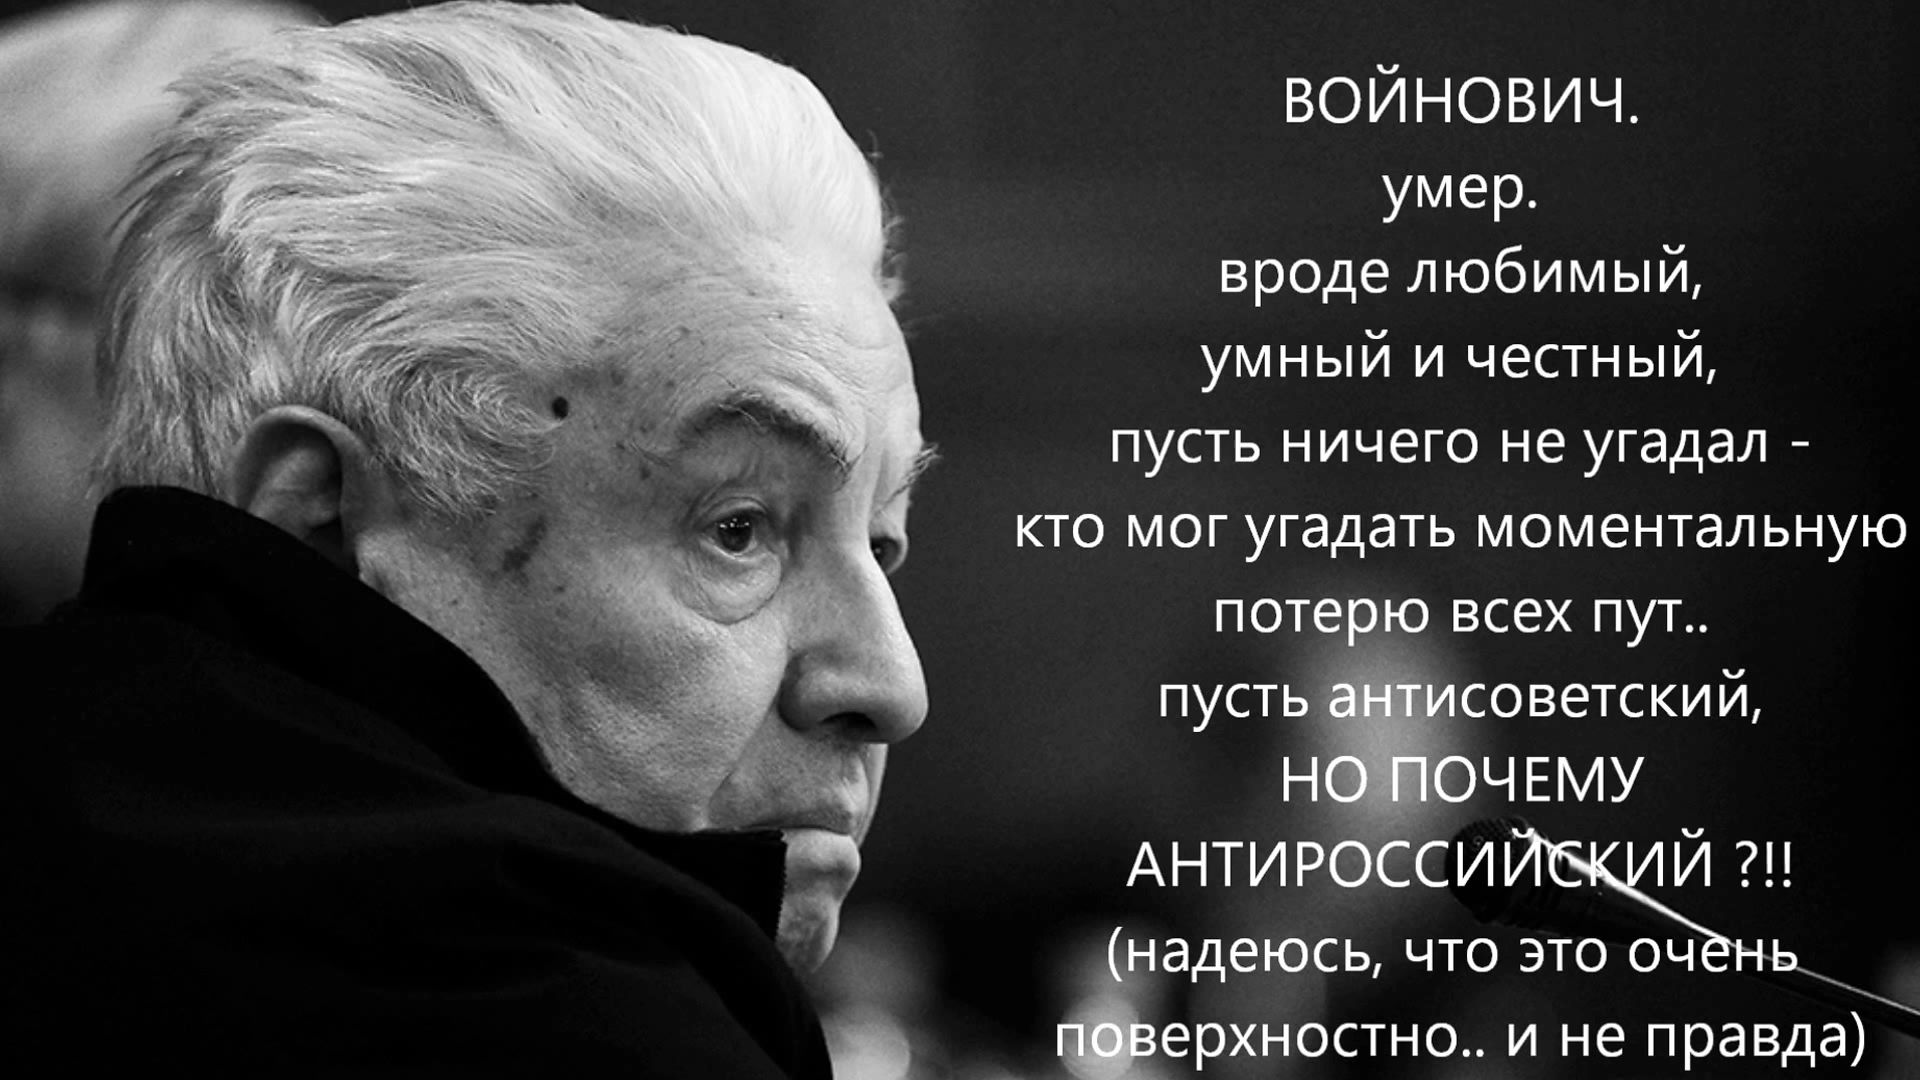 ВОЙНОВИЧ.
умер.
вроде любимый,
умный и честный,
пусть ничего не угадал -
кто мог угадать моментальную
потерю всех пут..
пусть антисоветский,
НО ПОЧЕМУ
АНТИРОССИЙСКИЙ ?!!
(надеюсь, что это очень
поверхностно.. и не правда)